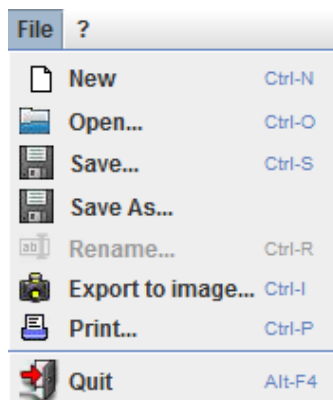 File ?
New Ctrl-N
Open... Ctrl-O
Save... Ctrl-S
Save As...
Rename... Ctrl-R
Export to image... Ctrl-I
Print... Ctrl-P
Quit Alt-F4